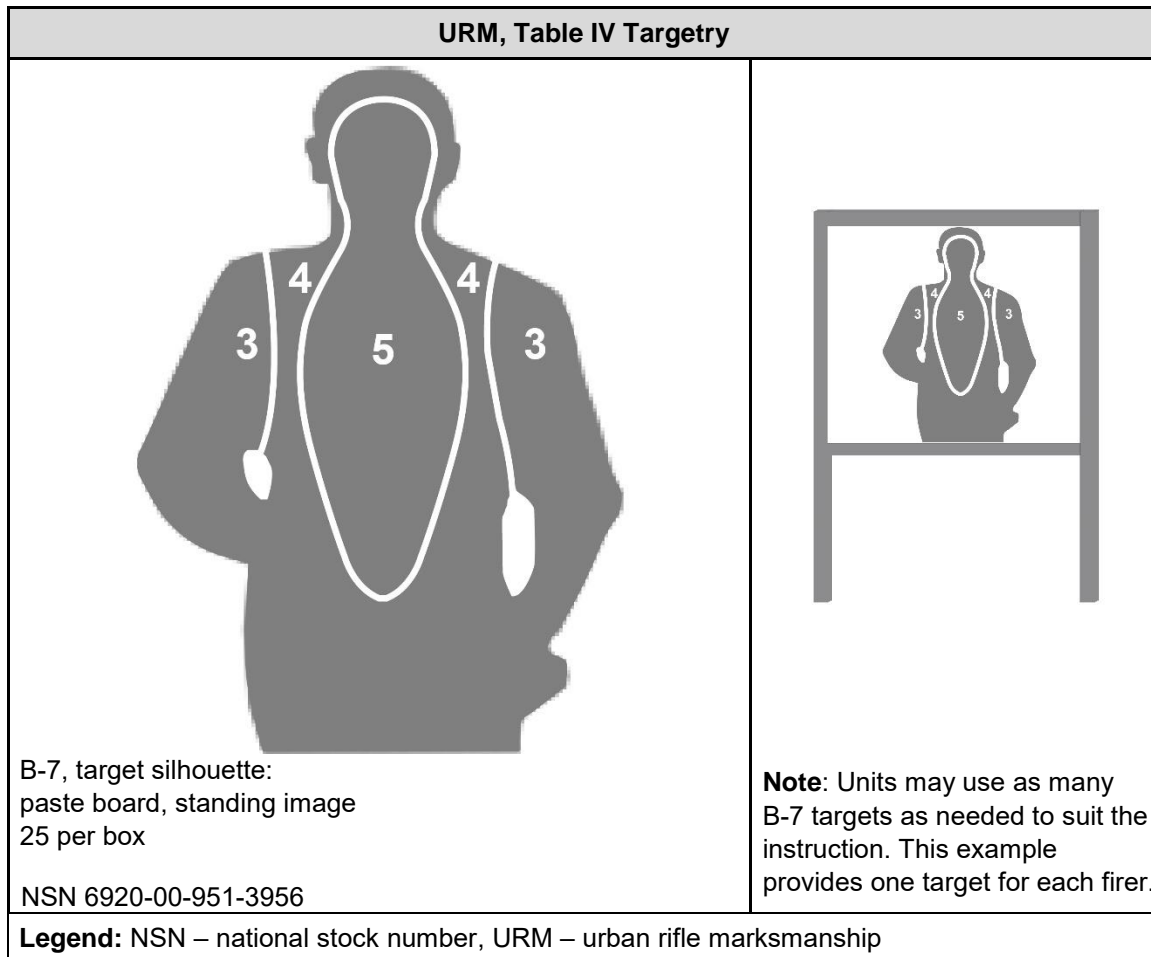 URM, Table IV Targetry
4 4
3 5 3
B-7, target silhouette:
paste board, standing image
25 per box
NSN 6920-00-951-3956
4 4
3 5 3
Note: Units may use as many
B-7 targets as needed to suit the
instruction. This example
provides one target for each firer.
Legend: NSN – national stock number, URM – urban rifle marksmanship